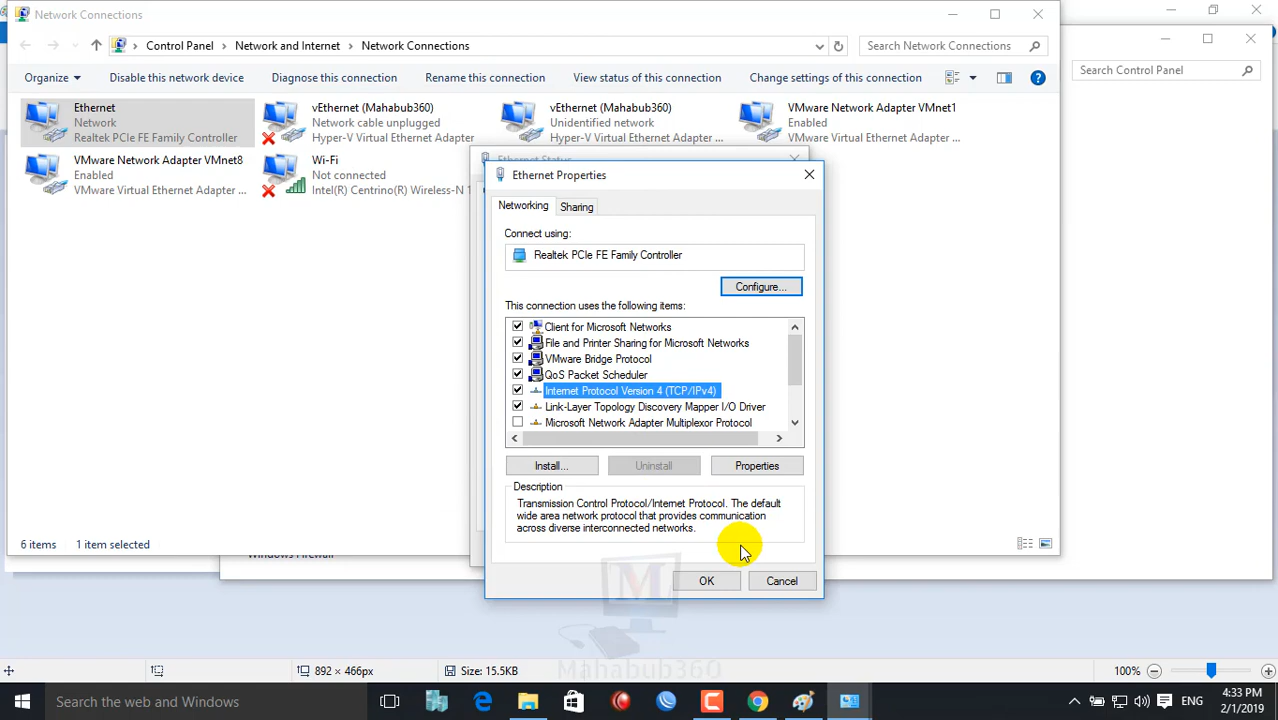 Network Connections
Control Panel
Network and Internet
Network Connections
Search Network Connections
Search Control Panel
Organize
Disable this network device
Diagnose this connection
Rename this connection
View status of this connection
Change settings of this connection
Ethernet
Network
Realtek PCIe FE Family Controller
vEthernet (Mahabub360)
Network cable unplugged
Hyper-V Virtual Ethernet Adapter
vEthernet (Mahabub360)
Unidentified network
Hyper-V Virtual Ethernet Adapter ...
VMware Network Adapter VMnet1
Enabled
VMware Virtual Ethernet Adapter ...
VMware Network Adapter VMnet8
Enabled
VMware Virtual Ethernet Adapter ...
Wi-Fi
Not connected
Intel(R) Centrino(R) Wireless-N 1
Ethernet Status
Ethernet Properties
Networking
Sharing
Connect using:
Realtek PCIe FE Family Controller
Configure...
This connection uses the following items:
Client for Microsoft Networks
File and Printer Sharing for Microsoft Networks
VMware Bridge Protocol
QoS Packet Scheduler
Internet Protocol Version 4 (TCP/IPv4)
Link-Layer Topology Discovery Mapper I/O Driver
Microsoft Network Adapter Multiplexor Protocol
Install...
Uninstall
Properties
Description
Transmission Control Protocol/Internet Protocol. The default
wide area network protocol that provides communication
across diverse interconnected networks.
OK
Cancel
6 items
1 item selected
Windows Firewall
M
Mahabub360
892 × 466px
Size: 15.5KB
100%
Search the web and Windows
ENG
4:33 PM
2/1/2019